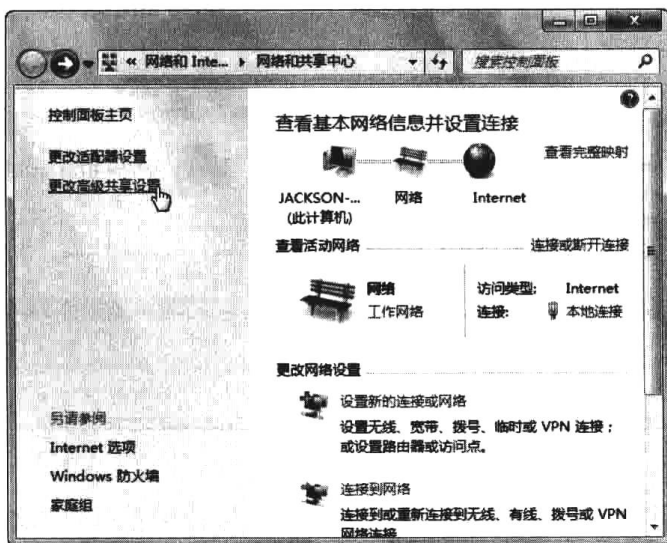 « 网络和 Inte... ▸ 网络和共享中心
搜索控制面板
控制面板主页
更改适配器设置
更改高级共享设置
另请参阅
Internet 选项
Windows 防火墙
家庭组
查看基本网络信息并设置连接
查看完整映射
JACKSON-...
(此计算机)
网络
Internet
查看活动网络
连接或断开连接
网络
工作网络
访问类型: Internet
连接: 本地连接
更改网络设置
设置新的连接或网络
设置无线、宽带、拨号、临时或 VPN 连接；
或设置路由器或访问点。
连接到网络
连接到或重新连接到无线、有线、拨号或 VPN
网络连接